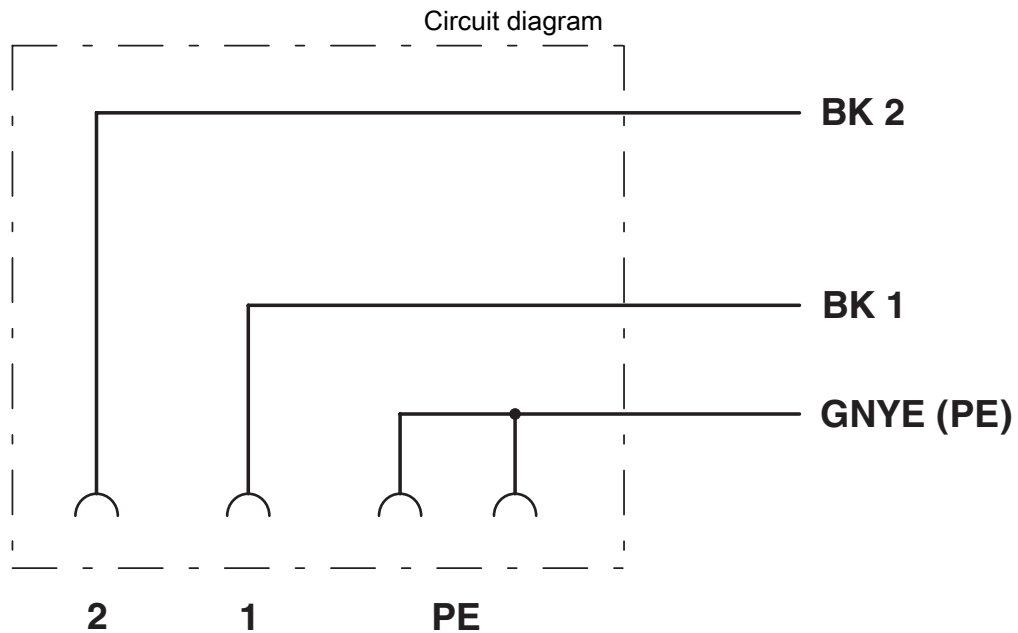 Circuit diagram
BK 2
BK 1
GNYE (PE)
2 1 PE